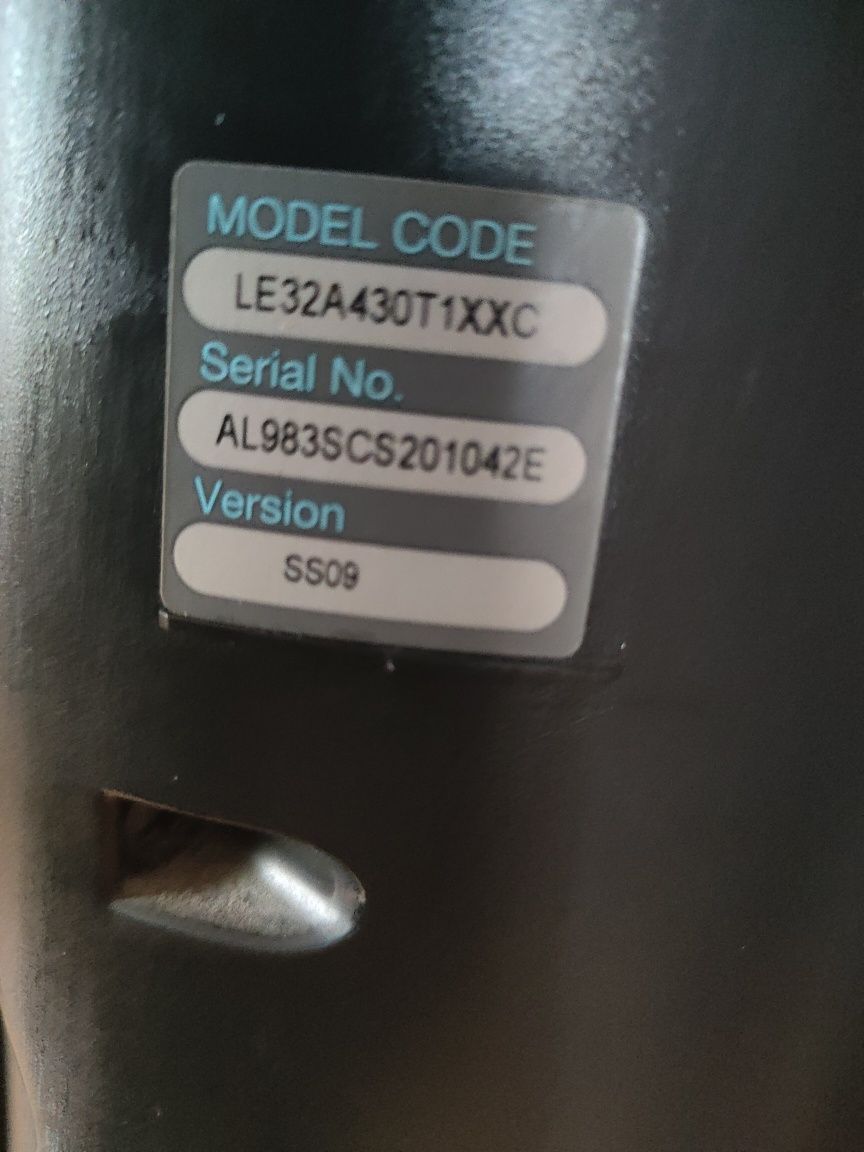 MODEL CODE
LE32A430T1XXC
Serial No.
AL983SCS201042E
Version
SS09